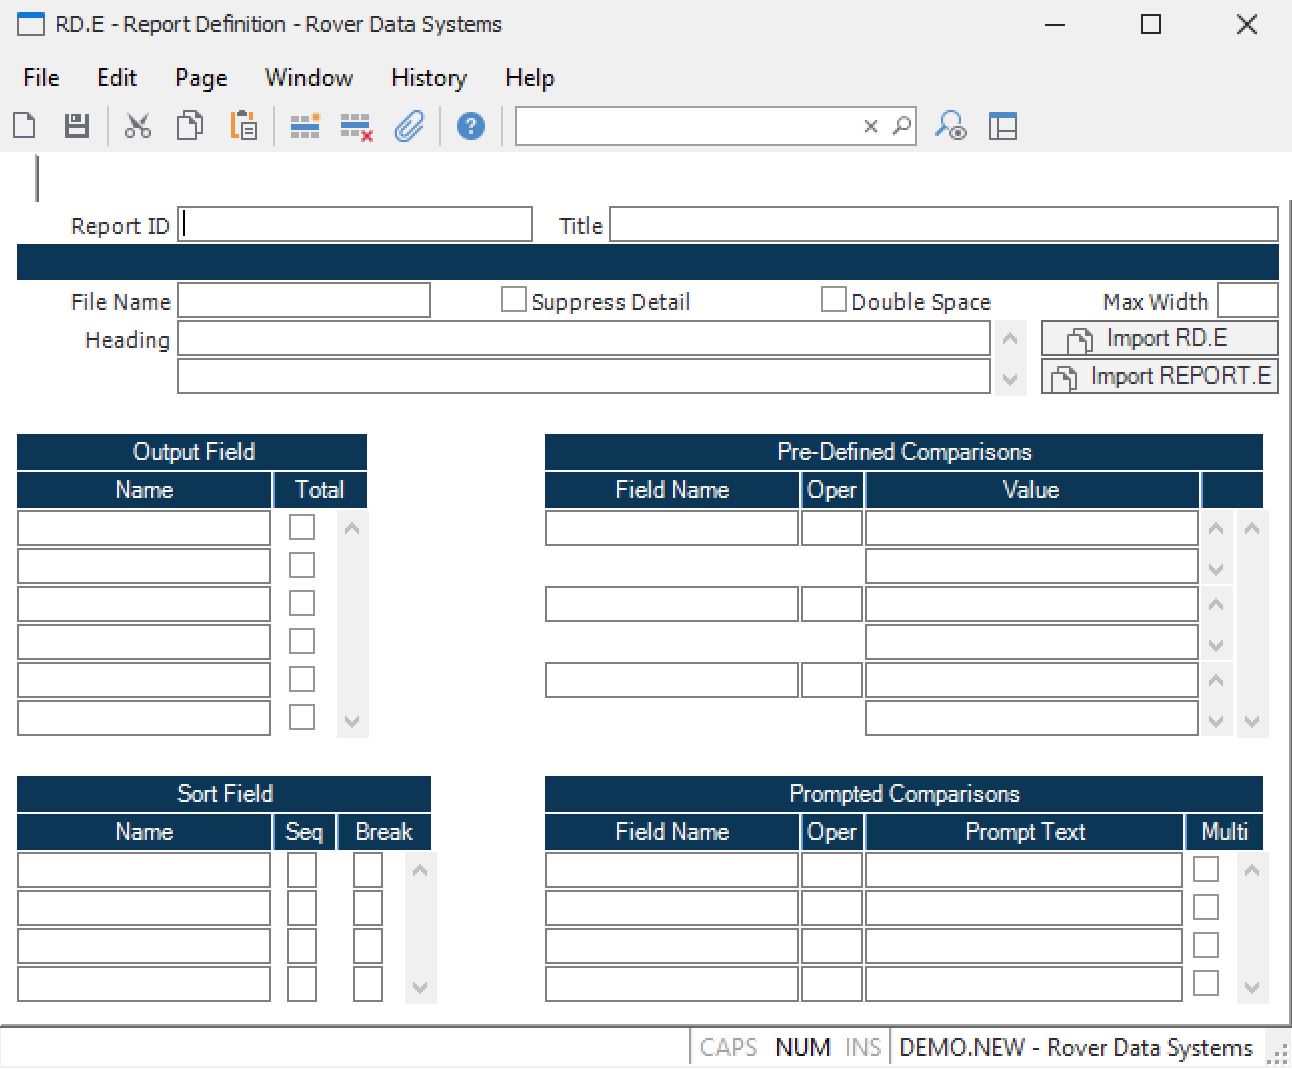 RD.E - Report Definition - Rover Data Systems
File Edit Page Window History Help
Report ID Title
File Name Suppress Detail Double Space Max Width
Heading Import RD.E
Import REPORT.E
Output Field Pre-Defined Comparisons
Name Total Field Name Oper Value
Sort Field Prompted Comparisons
Name Seq Break Field Name Oper Prompt Text Multi
CAPS NUM INS DEMO.NEW - Rover Data Systems